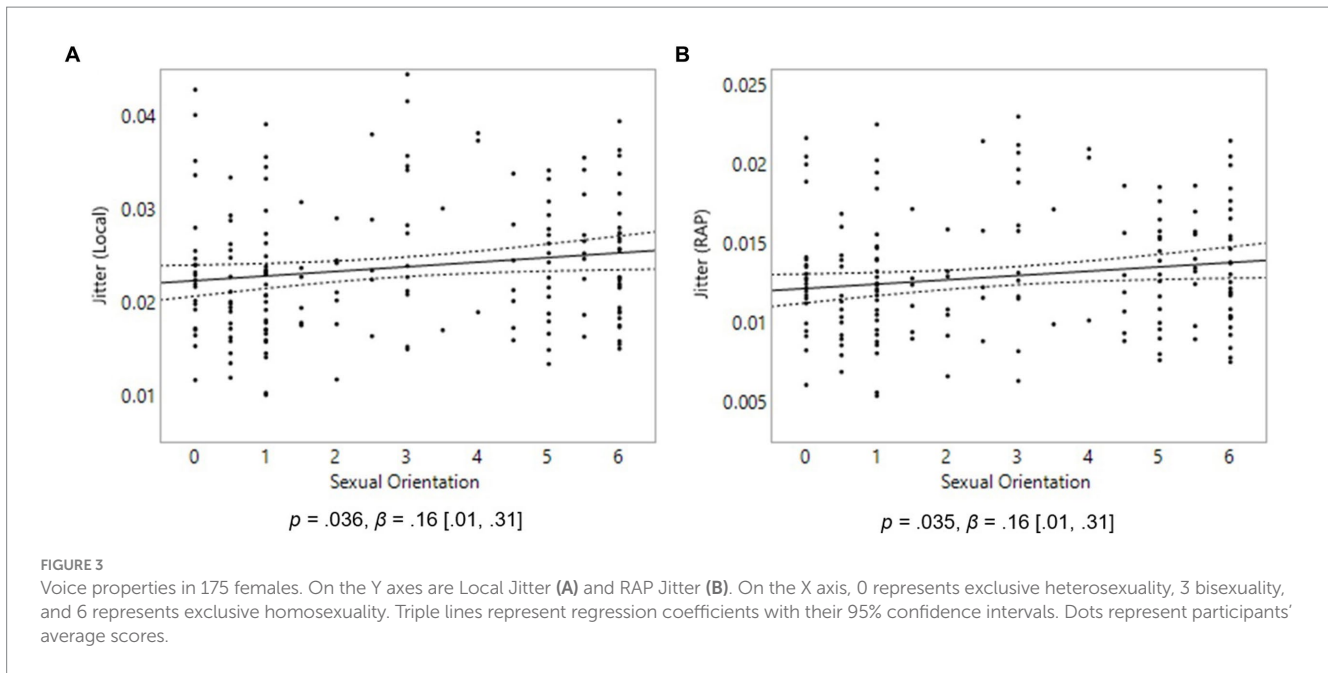 A
0.04
0.03
0.02
0.01
Jitter (Local)
0 1 2 3 4 5 6
Sexual Orientation
p = .036, β = .16 [.01, .31]
B
0.025
0.02
0.015
0.01
0.005
Jitter (RAP)
0 1 2 3 4 5 6
Sexual Orientation
p = .035, β = .16 [.01, .31]
FIGURE 3
Voice properties in 175 females. On the Y axes are Local Jitter (A) and RAP Jitter (B). On the X axis, 0 represents exclusive heterosexuality, 3 bisexuality,
and 6 represents exclusive homosexuality. Triple lines represent regression coefficients with their 95% confidence intervals. Dots represent participants’
average scores.